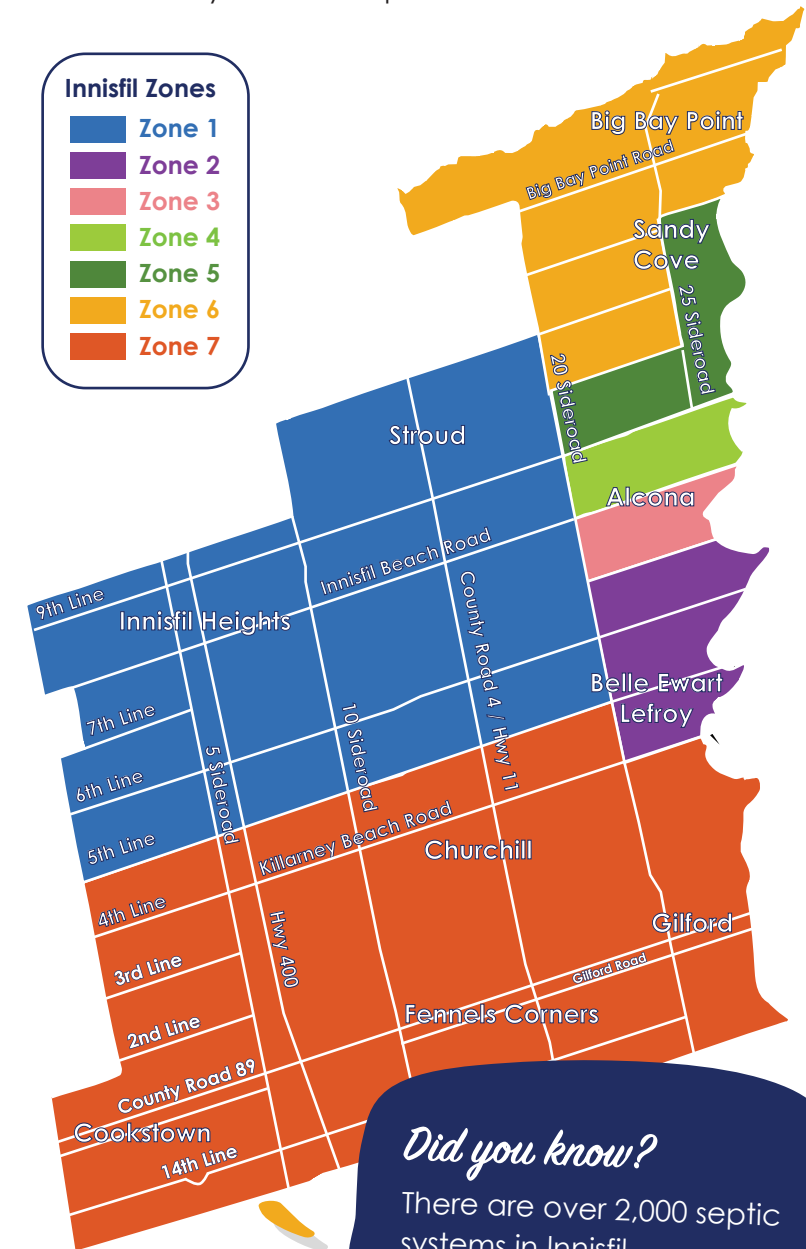 Innisfil Zones
Zone 1
Zone 2
Zone 3
Zone 4
Zone 5
Zone 6
Zone 7
Big Bay Point
Big Bay Point Road
Sandy
Cove
25 Sideroad
20 Sideroad
Stroud
Alcona
Innisfil Beach Road
9th Line
Innisfil Heights
County Road 4 / Hwy 11
Belle Ewart
Lefroy
7th Line
10 Sideroad
5 Sideroad
6th Line
5th Line
Killarney Beach Road
Churchill
4th Line
Hwy 400
Gilford
3rd Line
Gilford Road
Fennels Corners
2nd Line
County Road 89
Cookstown
14th Line
Did you know?
There are over 2,000 septic
systems in Innisfil